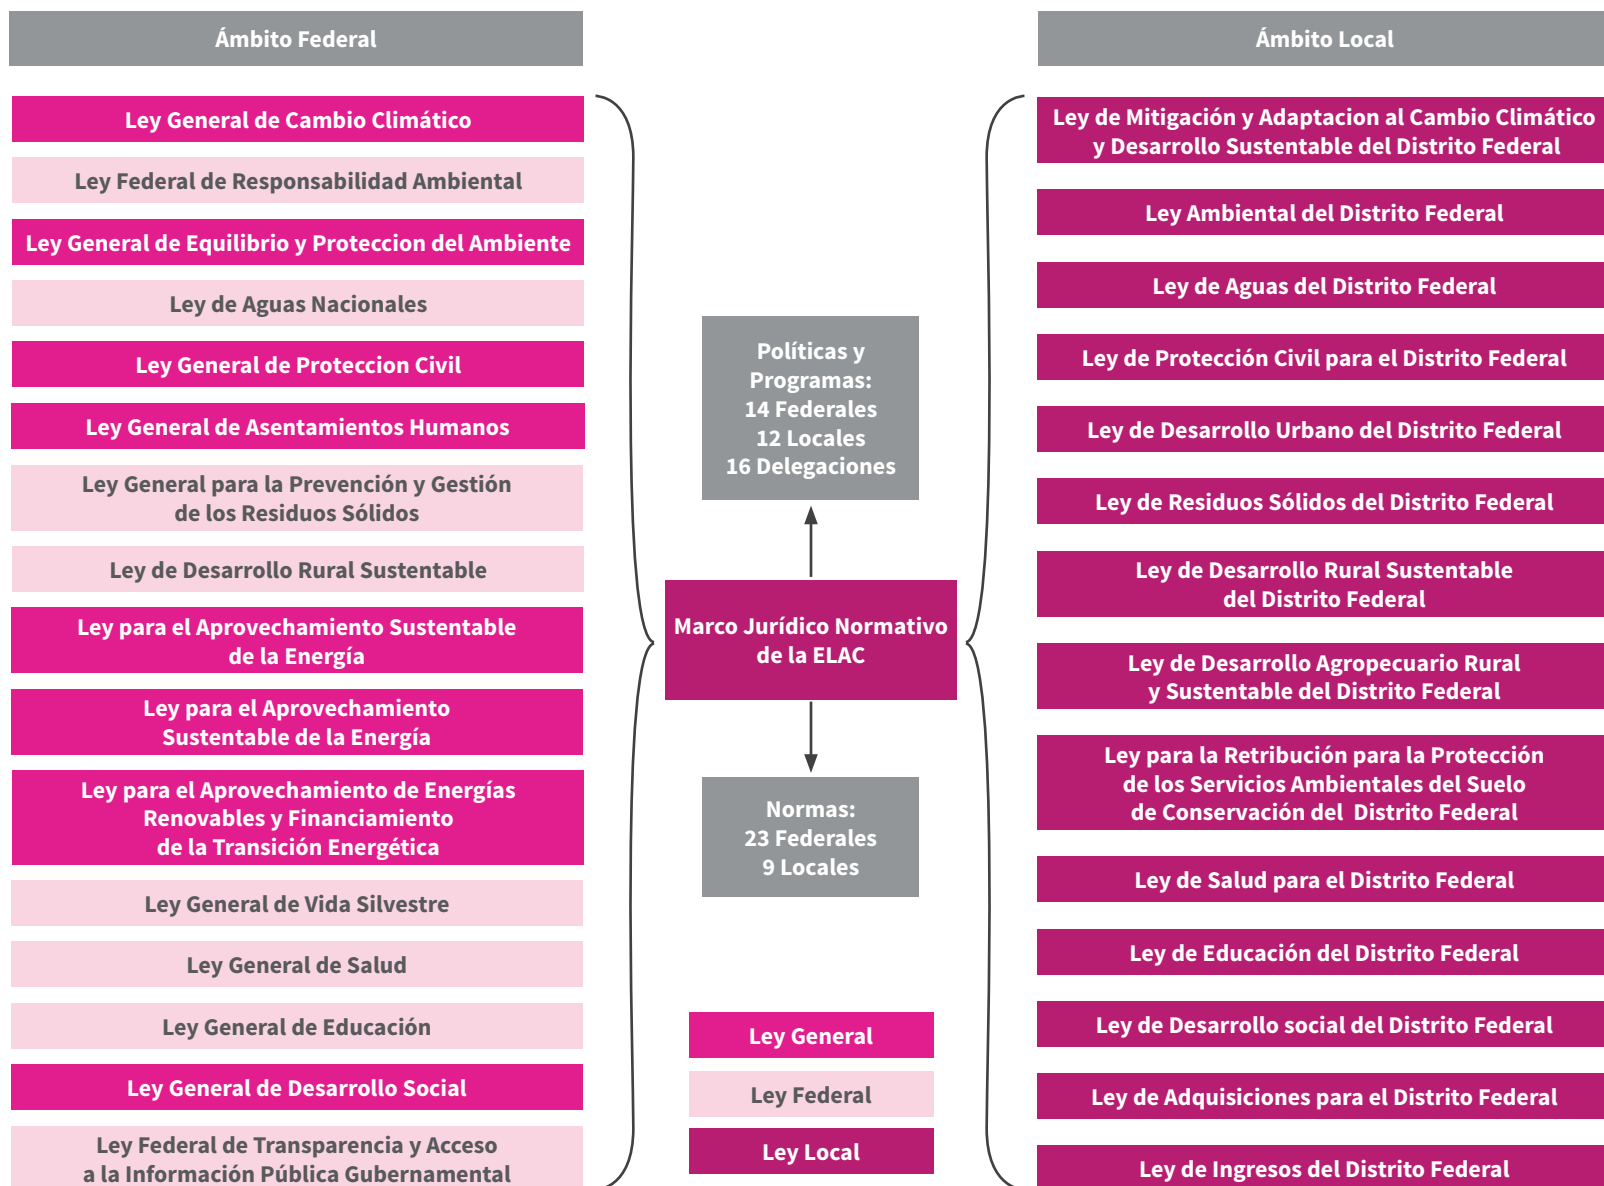 Ámbito Federal
Ley General de Cambio Climático
Ley Federal de Responsabilidad Ambiental
Ley General de Equilibrio y Proteccion del Ambiente
Ley de Aguas Nacionales
Ley General de Proteccion Civil
Ley General de Asentamientos Humanos
Ley General para la Prevención y Gestión
de los Residuos Sólidos
Ley de Desarrollo Rural Sustentable
Ley para el Aprovechamiento Sustentable
de la Energía
Ley para el Aprovechamiento
Sustentable de la Energía
Ley para el Aprovechamiento de Energías
Renovables y Financiamiento
de la Transición Energética
Ley General de Vida Silvestre
Ley General de Salud
Ley General de Educación
Ley General de Desarrollo Social
Ley Federal de Transparencia y Acceso
a la Información Pública Gubernamental
Políticas y
Programas:
14 Federales
12 Locales
16 Delegaciones
Marco Jurídico Normativo
de la ELAC
Normas:
23 Federales
9 Locales
Ley General
Ley Federal
Ley Local
Ámbito Local
Ley de Mitigación y Adaptacion al Cambio Climático
y Desarrollo Sustentable del Distrito Federal
Ley Ambiental del Distrito Federal
Ley de Aguas del Distrito Federal
Ley de Protección Civil para el Distrito Federal
Ley de Desarrollo Urbano del Distrito Federal
Ley de Residuos Sólidos del Distrito Federal
Ley de Desarrollo Rural Sustentable
del Distrito Federal
Ley de Desarrollo Agropecuario Rural
y Sustentable del Distrito Federal
Ley para la Retribución para la Protección
de los Servicios Ambientales del Suelo
de Conservación del Distrito Federal
Ley de Salud para el Distrito Federal
Ley de Educación del Distrito Federal
Ley de Desarrollo social del Distrito Federal
Ley de Adquisiciones para el Distrito Federal
Ley de Ingresos del Distrito Federal